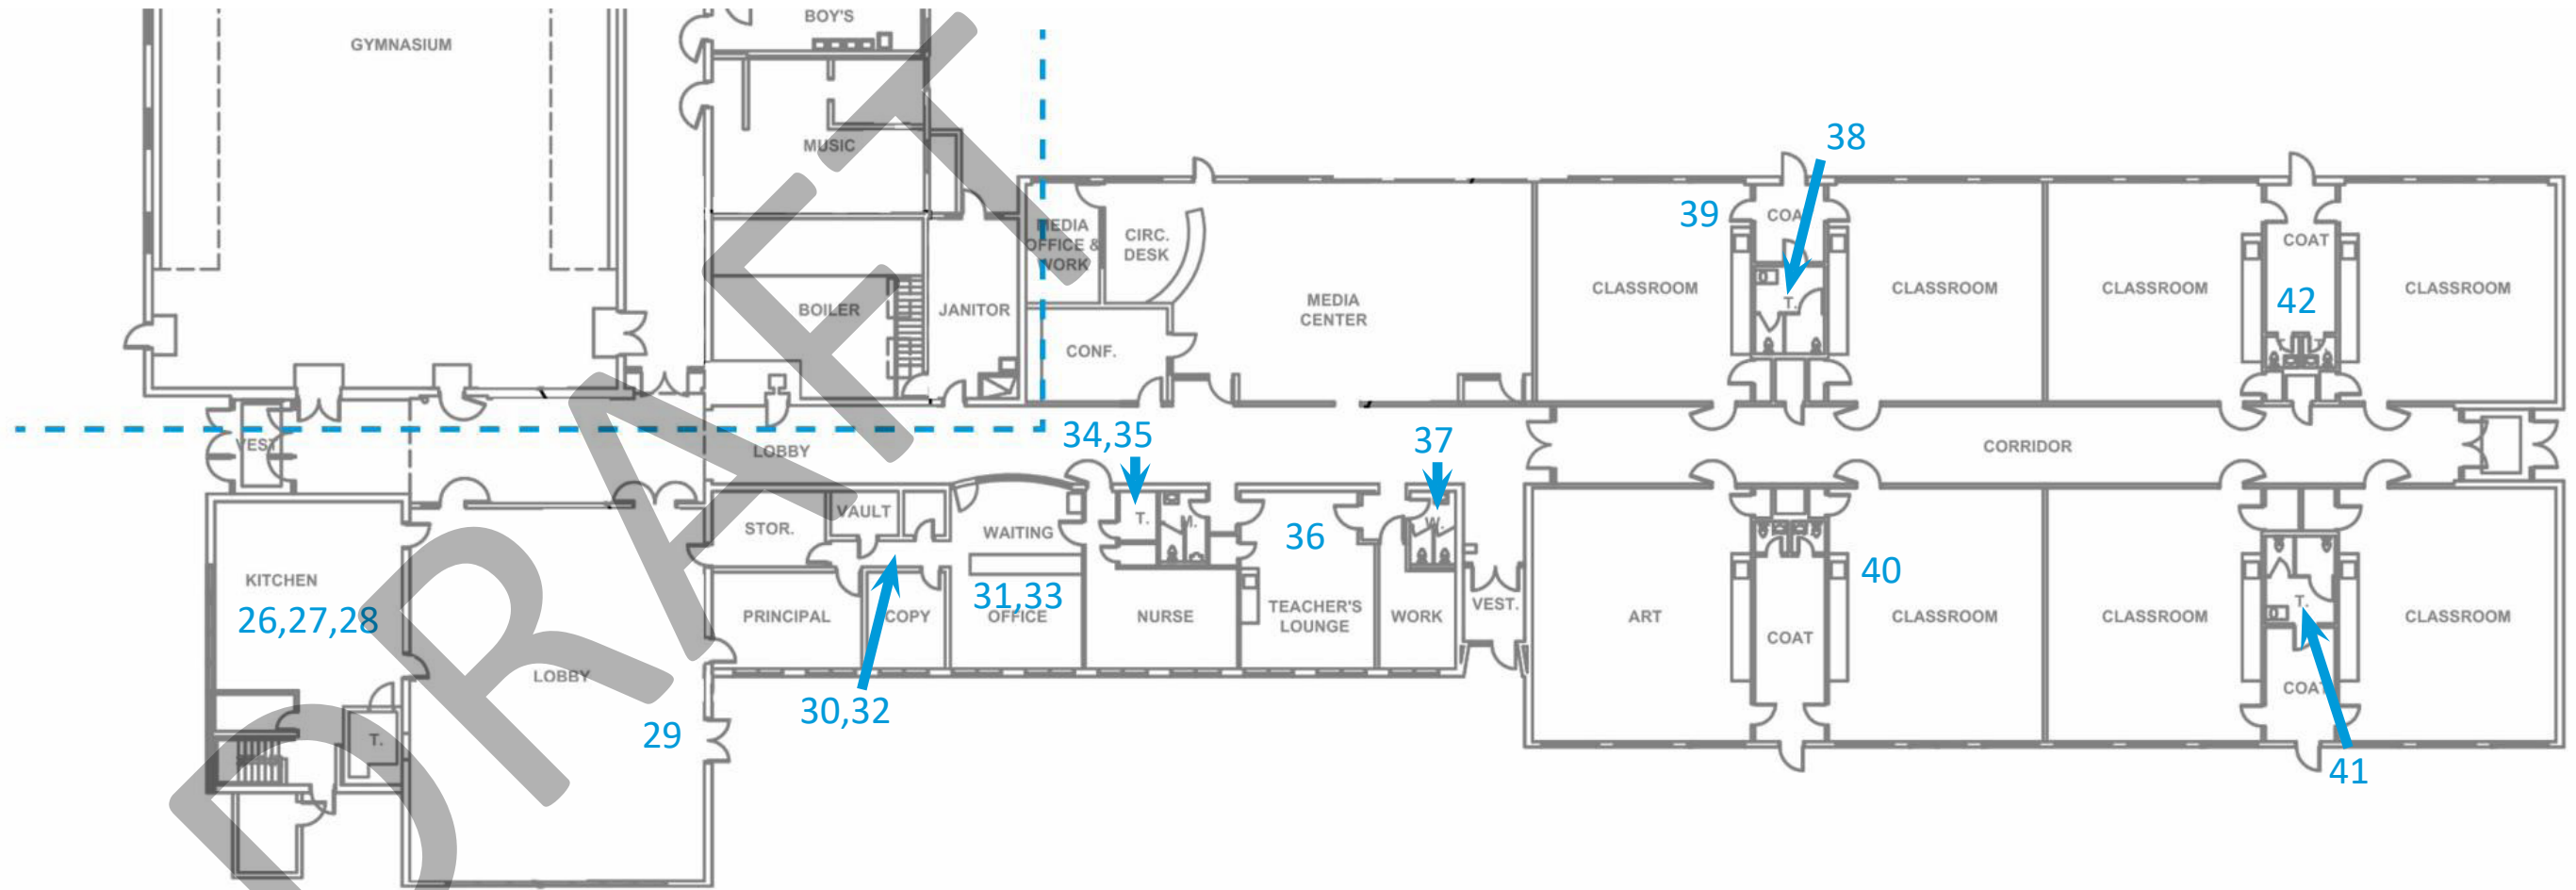 BOY'S
GYMNASIUM
MUSIC
38
39
COA
MEDIA
OFFICE &
WORK
CIRC.
DESK
COAT
CLASSROOM
CLASSROOM
CLASSROOM
CLASSROOM
42
BOILER
JANITOR
MEDIA
CENTER
T.
CONF.
VEST
LOBBY
34,35
37
CORRIDOR
STOR.
VAULT
WAITING
T.
M.
36
W.
KITCHEN
26,27,28
PRINCIPAL
COPY
31,33
OFFICE
NURSE
TEACHER'S
LOUNGE
WORK
VEST.
ART
40
CLASSROOM
CLASSROOM
T.
CLASSROOM
COAT
LOBBY
COAT
30,32
29
T.
41
DRAFT